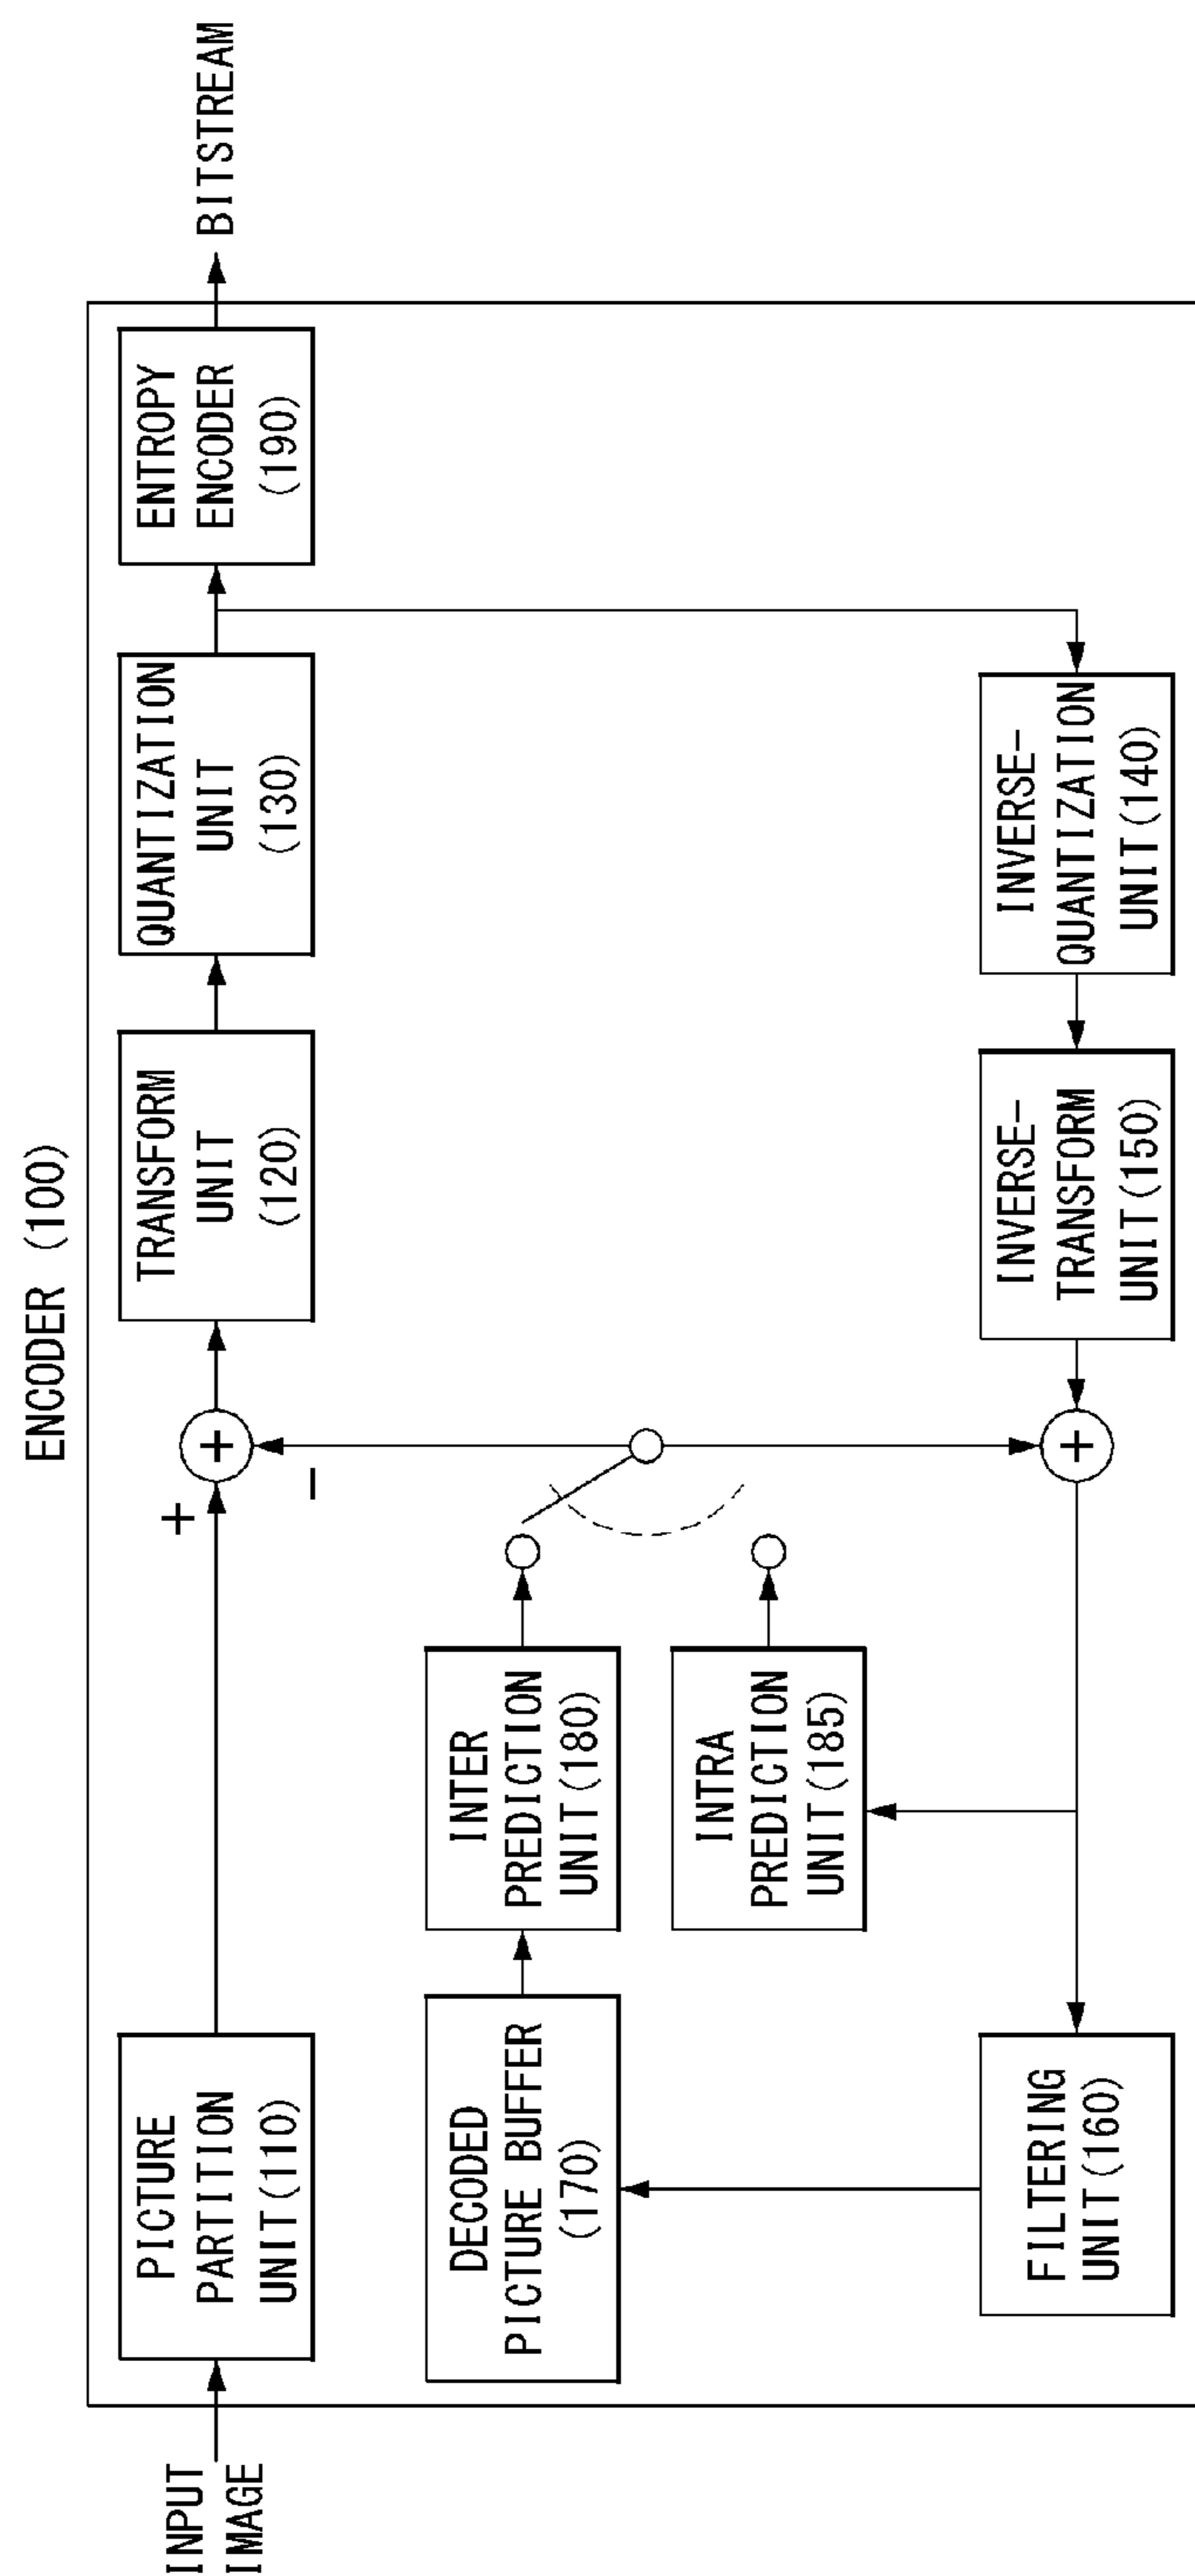 ENCODER (100)
INPUT
IMAGE
PICTURE
PARTITION
UNIT(110)
+
−
+
TRANSFORM
UNIT
(120)
QUANTIZATION
UNIT
(130)
ENTROPY
ENCODER
(190)
BITSTREAM
DECODED
PICTURE BUFFER
(170)
INTER
PREDICTION
UNIT(180)
INTRA
PREDICTION
UNIT(185)
FILTERING
UNIT(160)
+
INVERSE-
TRANSFORM
UNIT(150)
INVERSE-
QUANTIZATION
UNIT(140)